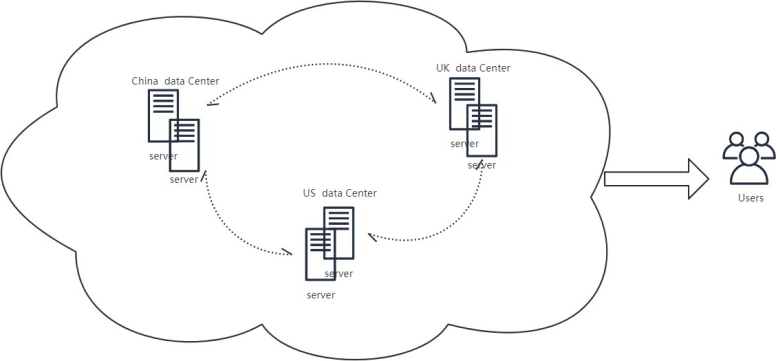 China data Center
UK data Center
server
server
server
server
US data Center
server
server
Users